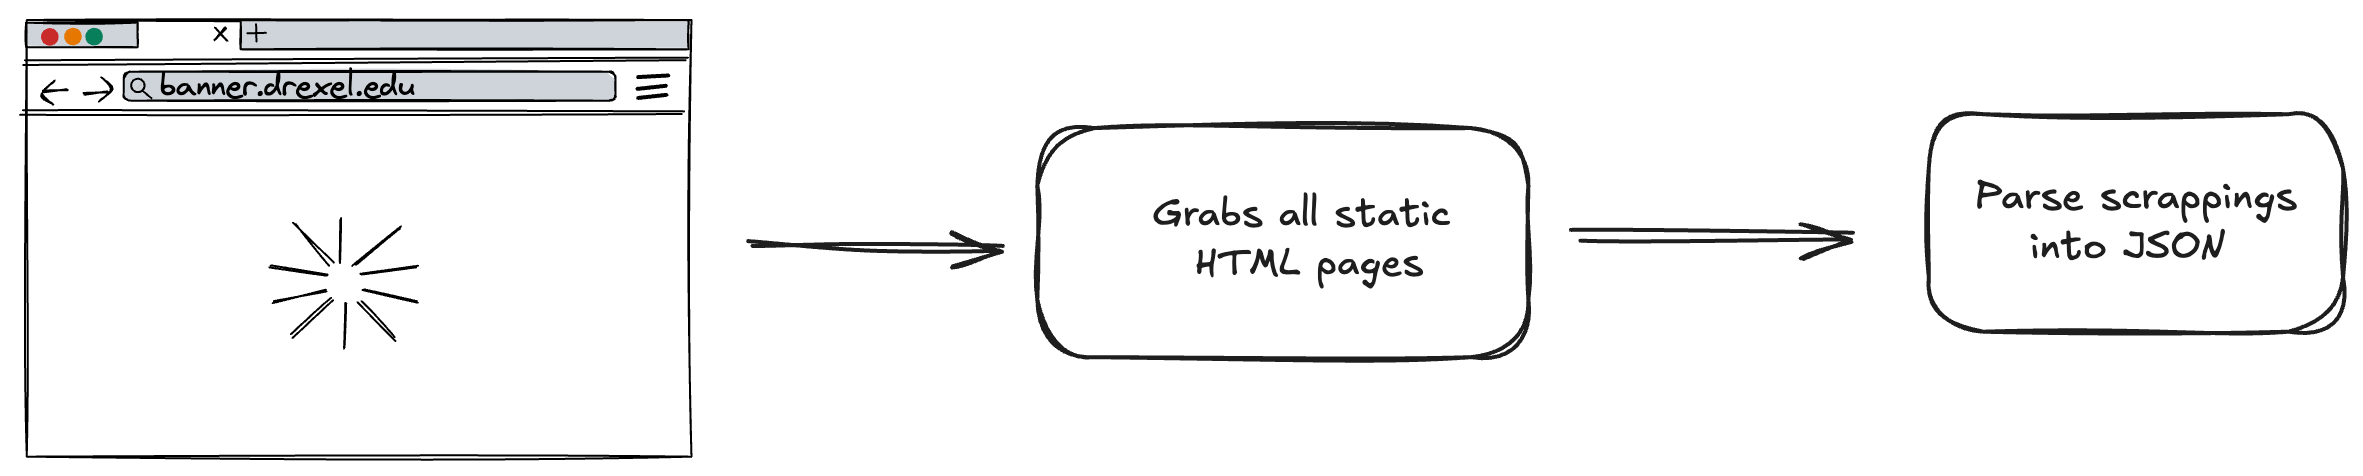 banner.drexel.edu
Grabs all static
HTML pages
Parse scrappings
into JSON